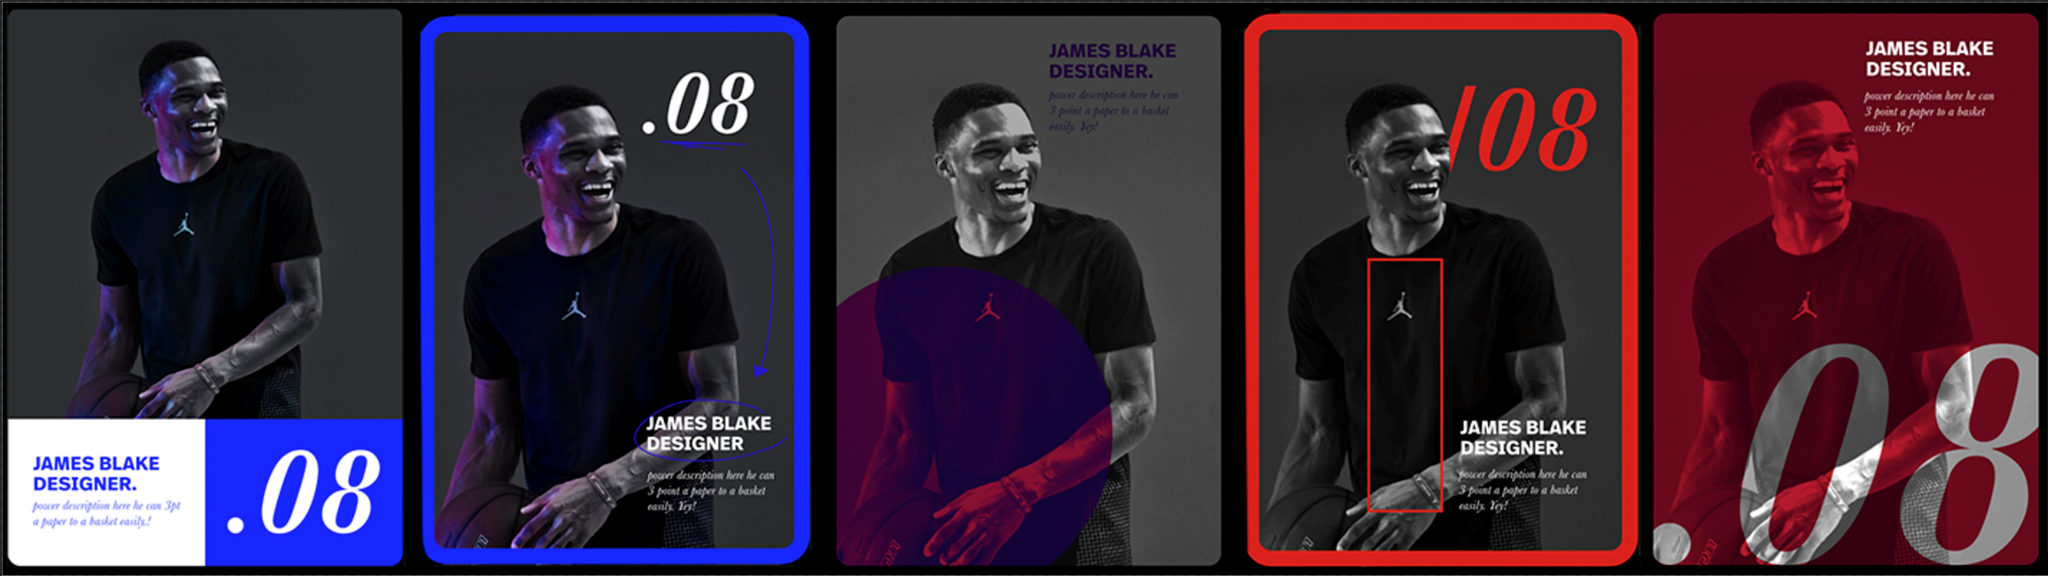 JAMES BLAKE
DESIGNER.
power description here he can 3pt
a paper to a basket easily.!
.08
.08
JAMES BLAKE
DESIGNER
power description here he can
3 point a paper to a basket
easily. Yey!
JAMES BLAKE
DESIGNER.
power description here he can
3 point a paper to a basket
easily. Yey!
/08
JAMES BLAKE
DESIGNER.
power description here he can
3 point a paper to a basket
easily. Yey!
JAMES BLAKE
DESIGNER.
power description here he can
3 point a paper to a basket
easily. Yey!
.08